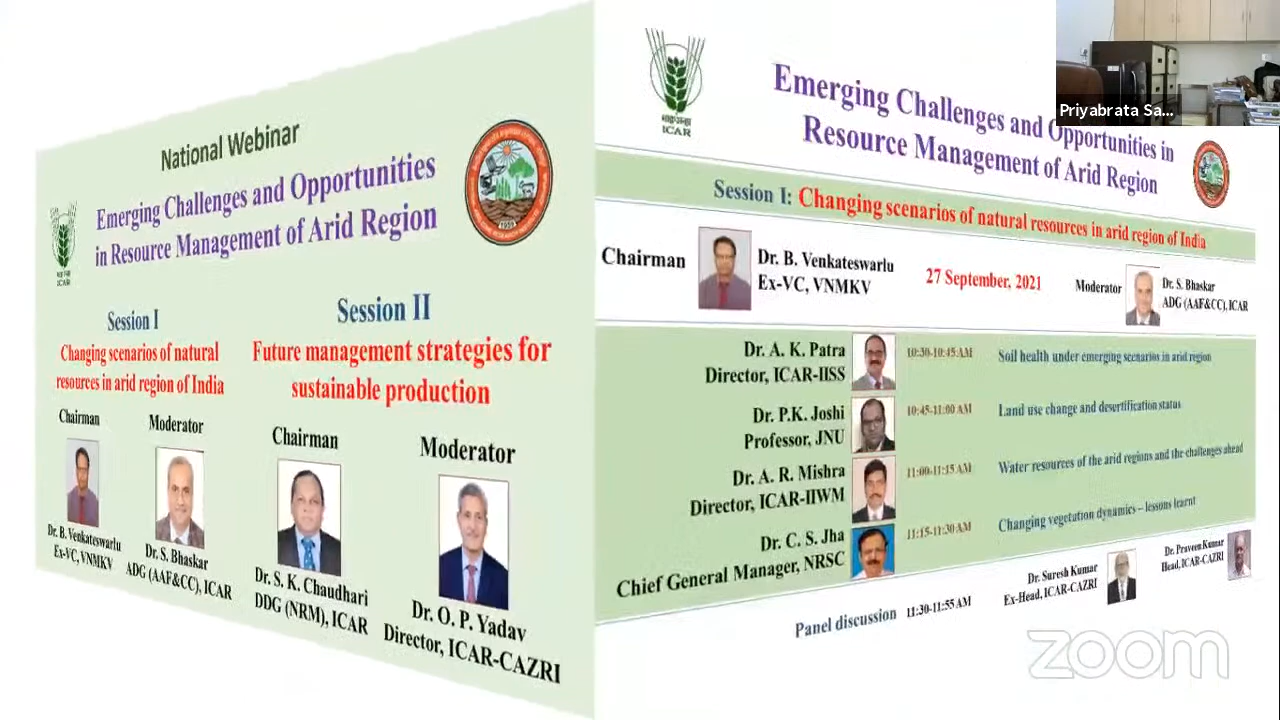 National Webinar
Emerging Challenges and Opportunities
in Resource Management of Arid Region
ICAR
1959
Session I
Changing scenarios of natural
resources in arid region of India
Chairman
Dr. B. Venkateswarlu
Ex-VC, VNMKV
Moderator
Dr. S. Bhaskar
ADG (AAF&CC), ICAR
Session II
Future management strategies for
sustainable production
Chairman
Dr. S. K. Chaudhari
DDG (NRM), ICAR
Moderator
Dr. O. P. Yadav
Director, ICAR-CAZRI
ICAR
Emerging Challenges and Opportunities in
Resource Management of Arid Region
Priyabrata Sa...
Session I: Changing scenarios of natural resources in arid region of India
Chairman
Dr. B. Venkateswarlu
Ex-VC, VNMKV
27 September, 2021
Moderator
Dr. S. Bhaskar
ADG (AAF&CC), ICAR
Dr. A. K. Patra
Director, ICAR-IISS
10:30-10:45 AM
Soil health under emerging scenarios in arid region
Dr. P.K. Joshi
Professor, JNU
10:45-11:00 AM
Land use change and desertification status
Dr. A. R. Mishra
Director, ICAR-IIWM
11:00-11:15 AM
Water resources of the arid regions and the challenges ahead
Dr. C. S. Jha
Chief General Manager, NRSC
11:15-11:30 AM
Changing vegetation dynamics – lessons learnt
Panel discussion 11:30-11:55 AM
Dr. Suresh Kumar
Ex-Head, ICAR-CAZRI
Dr. Praveen Kumar
Head, ICAR-CAZRI
zoom